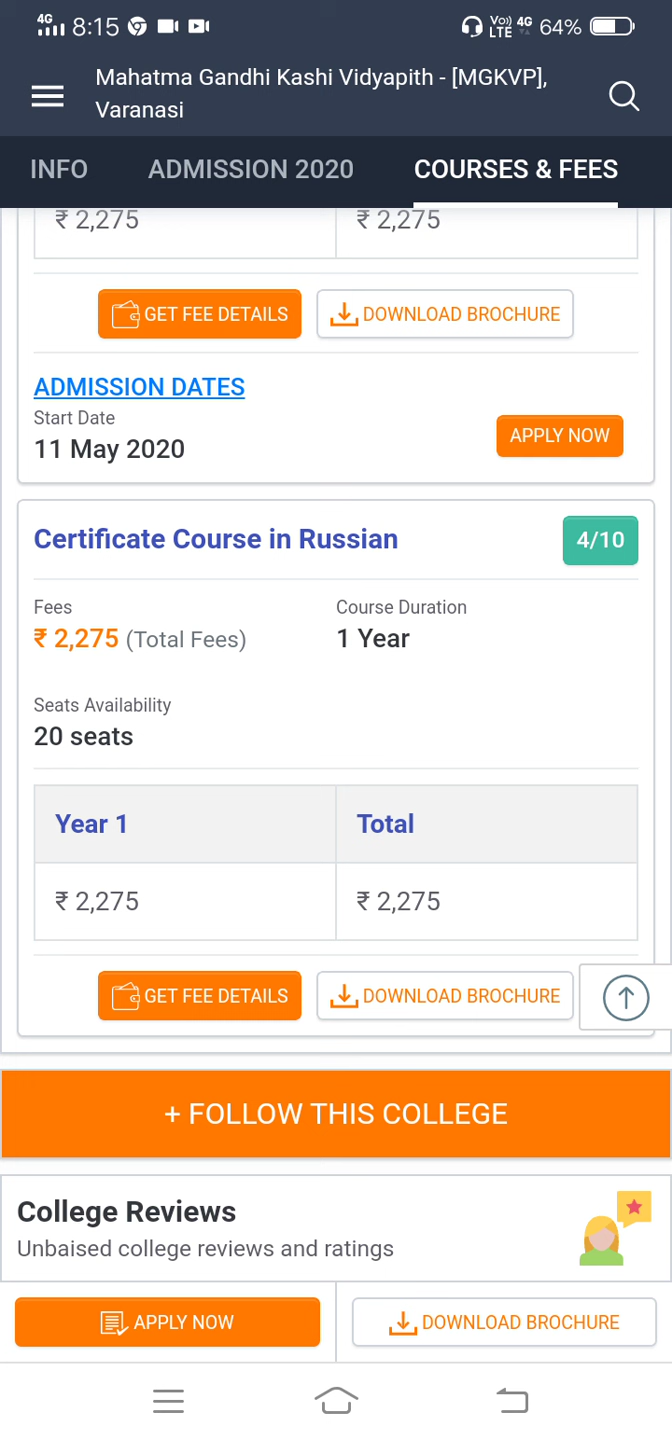 4G 8:15 Vo)) LTE 4G 64%
Mahatma Gandhi Kashi Vidyapith - [MGKVP],
Varanasi
INFO ADMISSION 2020 COURSES & FEES
₹ 2,275 ₹ 2,275
GET FEE DETAILS DOWNLOAD BROCHURE
ADMISSION DATES
Start Date
11 May 2020 APPLY NOW
Certificate Course in Russian 4/10
Fees Course Duration
₹ 2,275 (Total Fees) 1 Year
Seats Availability
20 seats
Year 1 Total
₹ 2,275 ₹ 2,275
GET FEE DETAILS DOWNLOAD BROCHURE
+ FOLLOW THIS COLLEGE
College Reviews
Unbaised college reviews and ratings
APPLY NOW DOWNLOAD BROCHURE